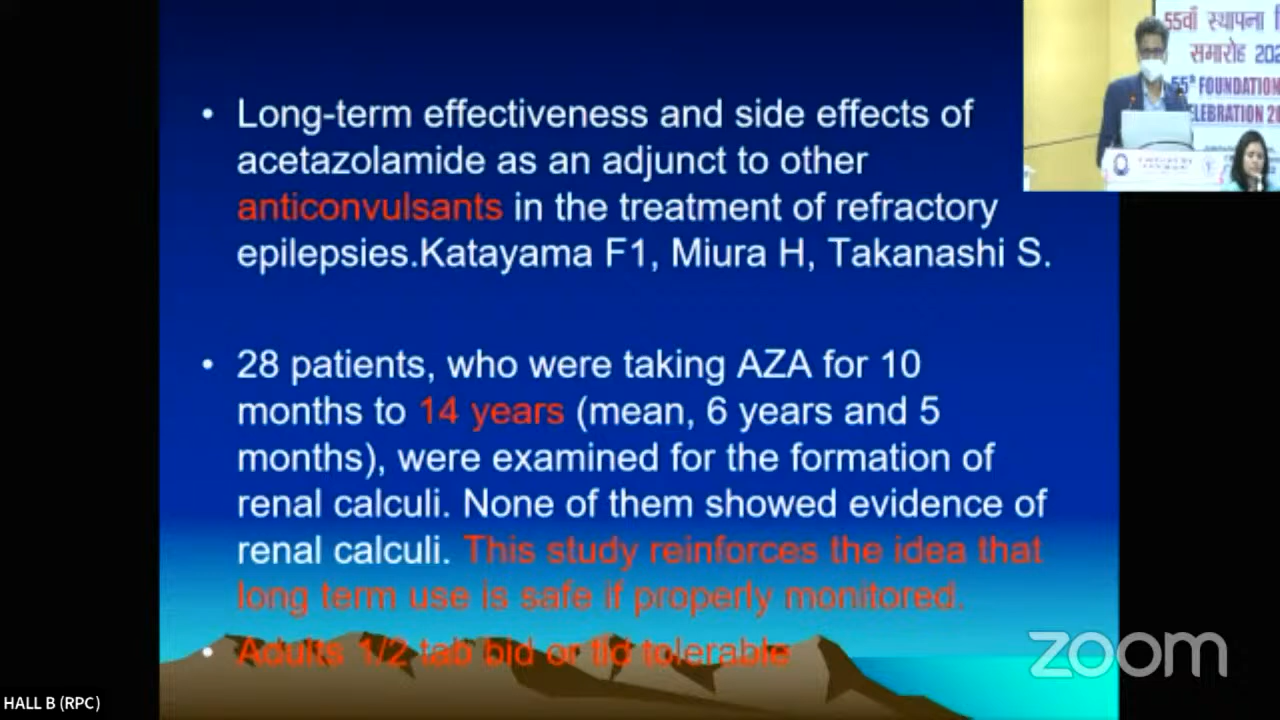 • Long-term effectiveness and side effects of
acetazolamide as an adjunct to other
anticonvulsants in the treatment of refractory
epilepsies.Katayama F1, Miura H, Takanashi S.
• 28 patients, who were taking AZA for 10
months to 14 years (mean, 6 years and 5
months), were examined for the formation of
renal calculi. None of them showed evidence of
renal calculi. This study reinforces the idea that
long term use is safe if properly monitored.
• Adults 1/2 tab bid or tid tolerable
55वाँ स्थापना
समारोह 202
55th FOUNDATION
LEBRATION 20
zoom
HALL B (RPC)